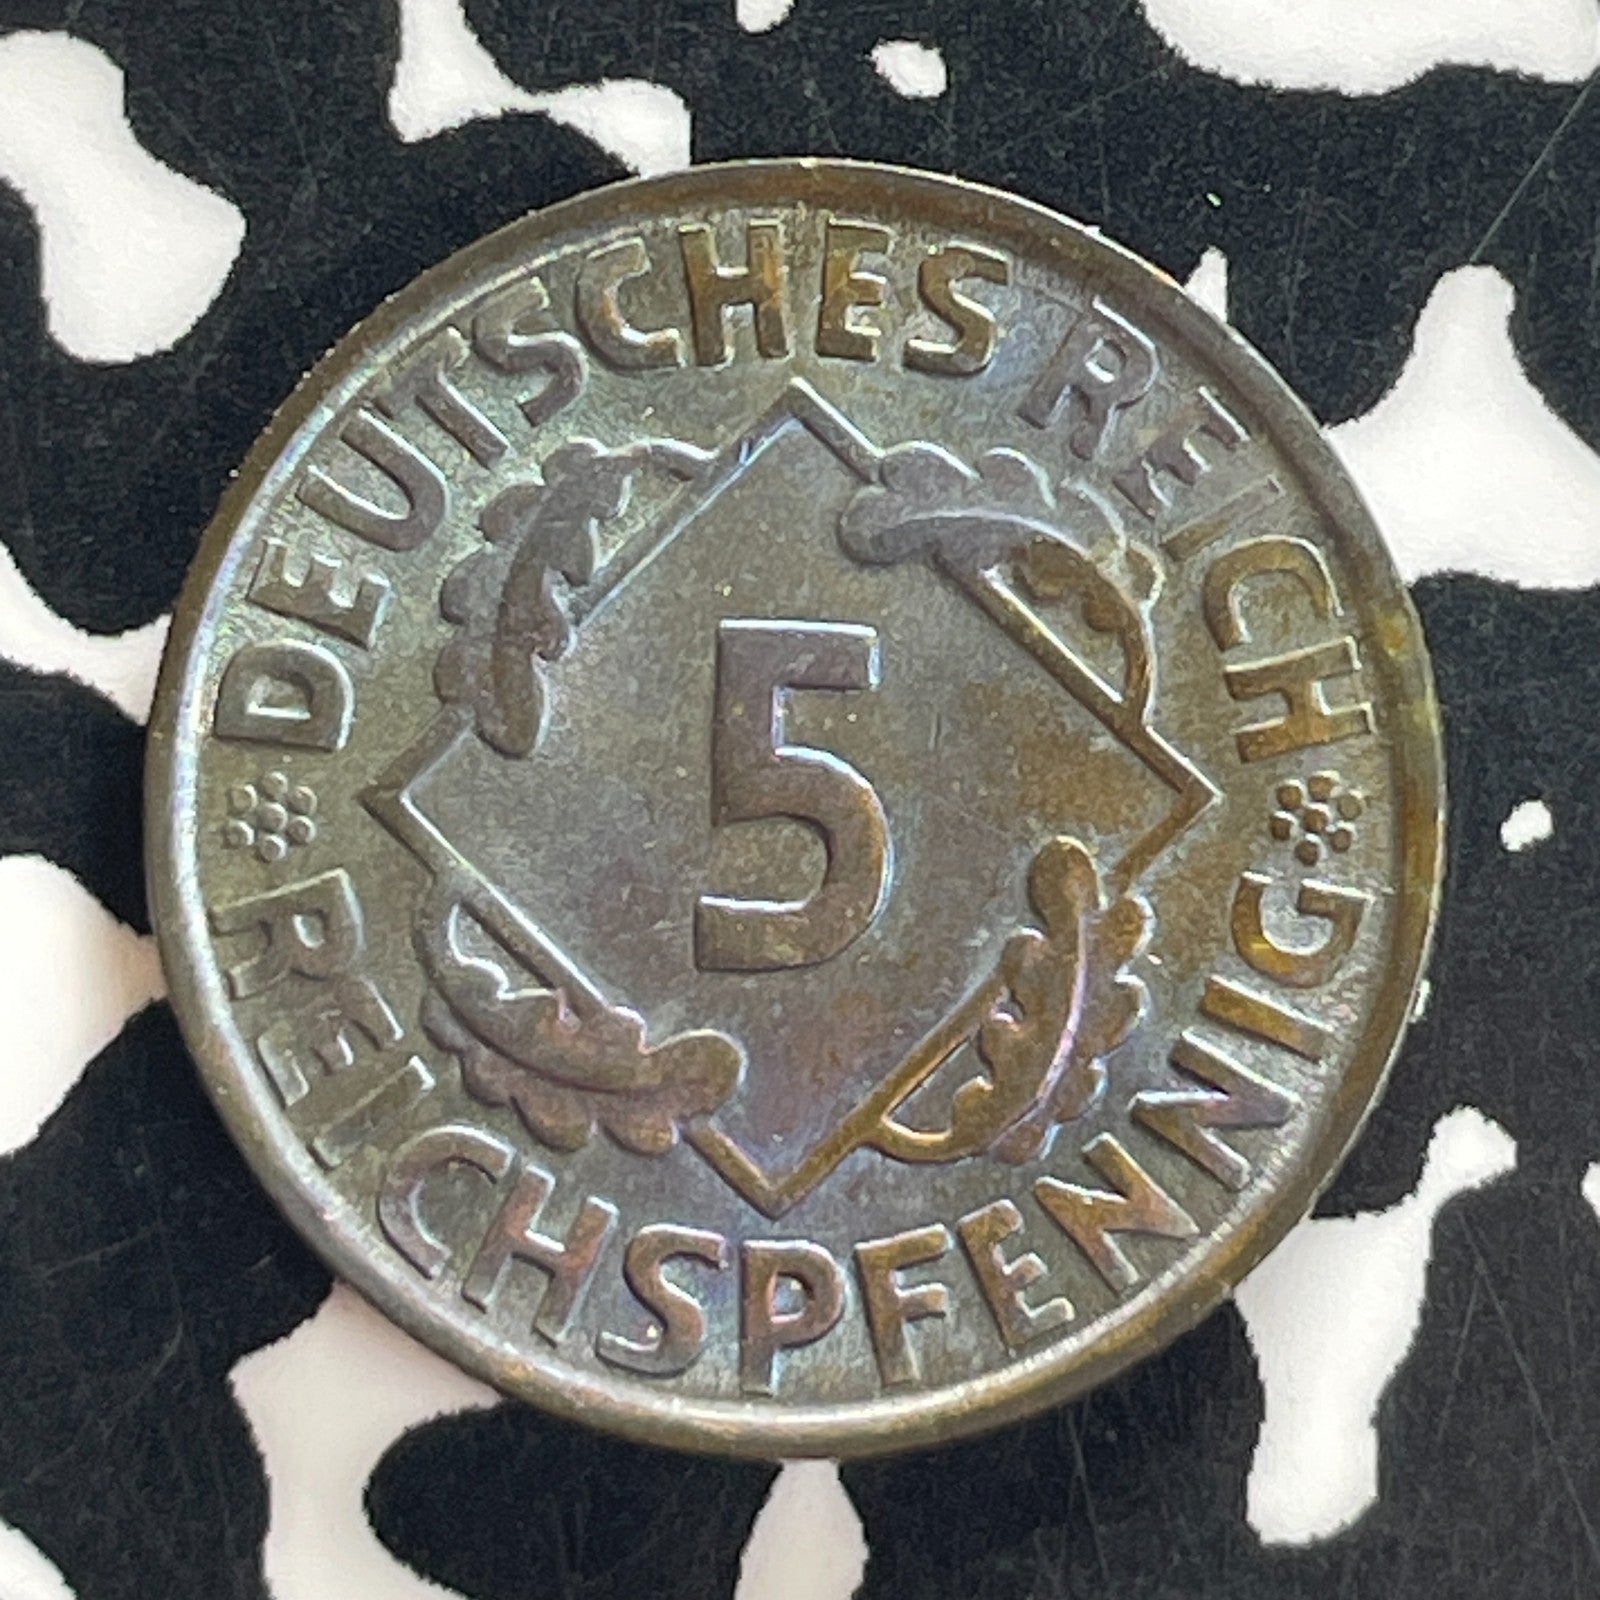 DEUTSCHES REICH
5
REICHSPFENNIG